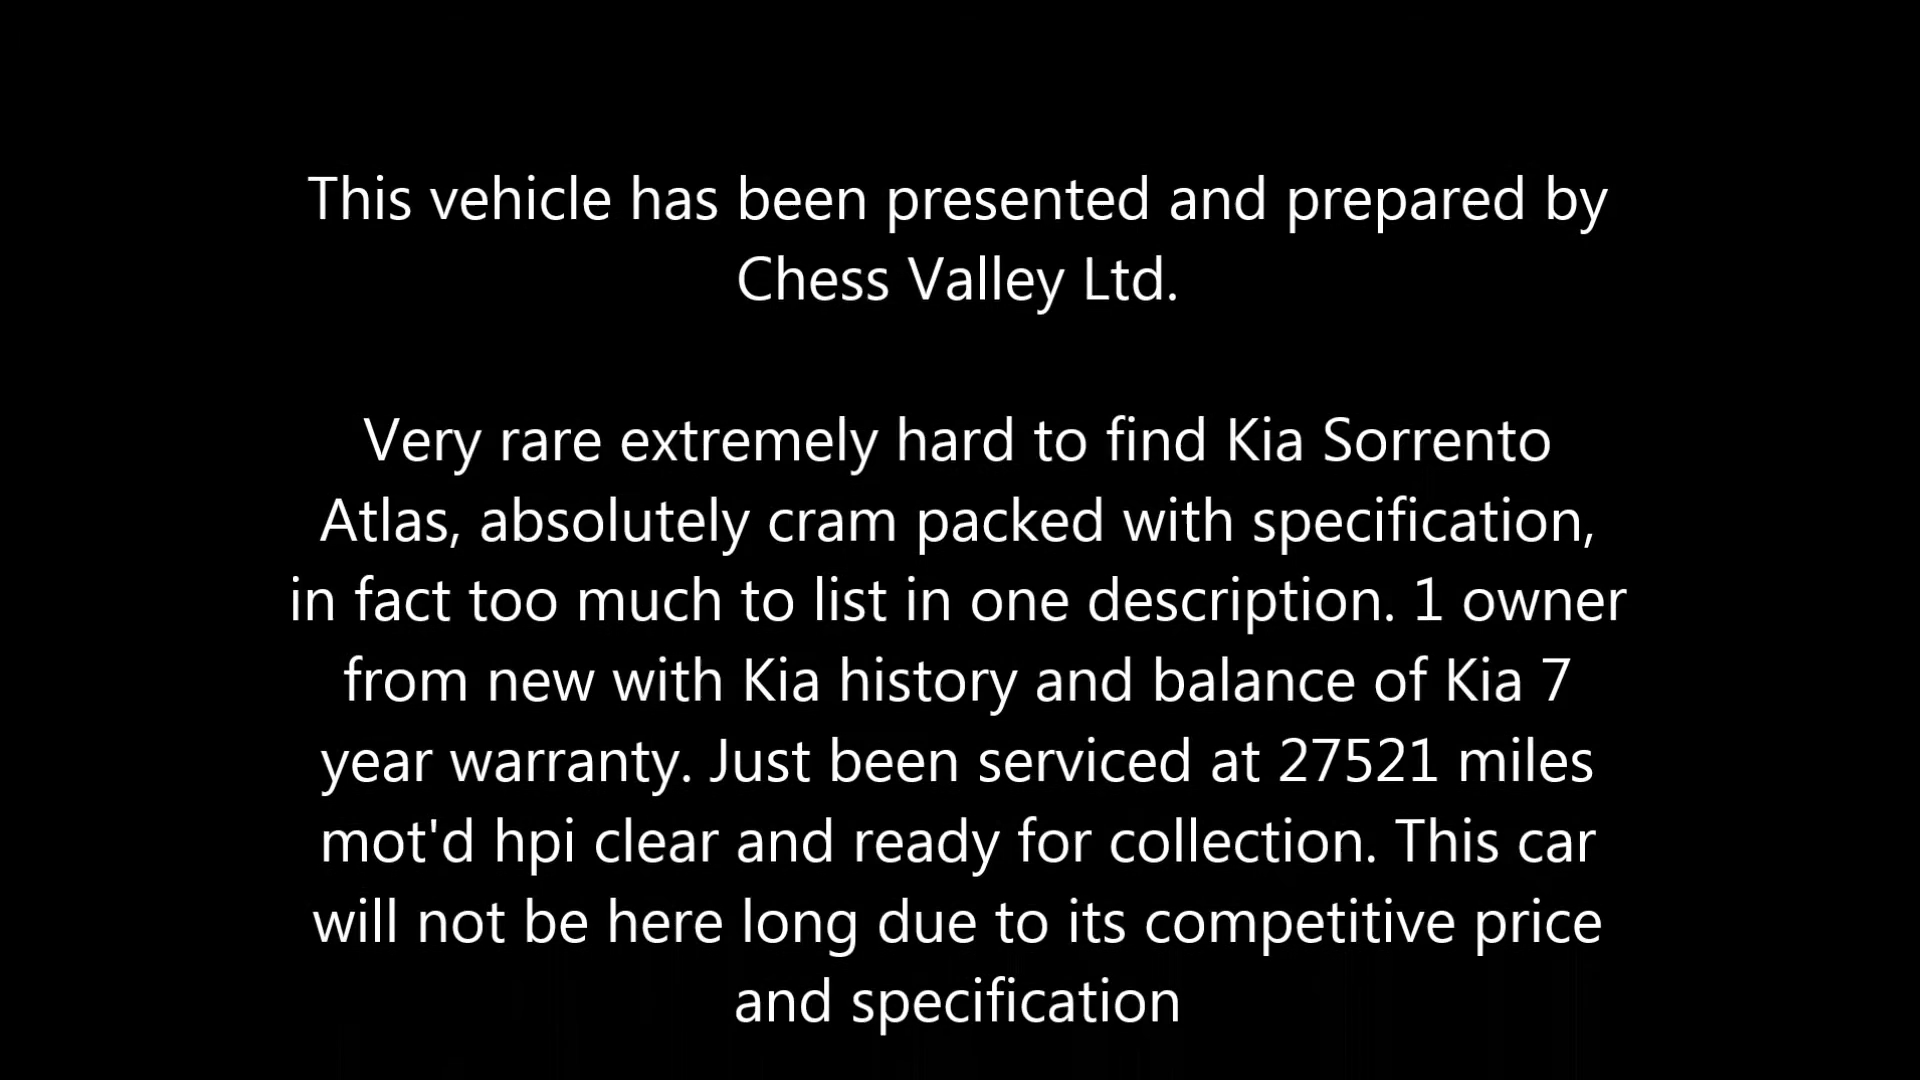 This vehicle has been presented and prepared by
Chess Valley Ltd.
Very rare extremely hard to find Kia Sorrento
Atlas, absolutely cram packed with specification,
in fact too much to list in one description. 1 owner
from new with Kia history and balance of Kia 7
year warranty. Just been serviced at 27521 miles
mot'd hpi clear and ready for collection. This car
will not be here long due to its competitive price
and specification